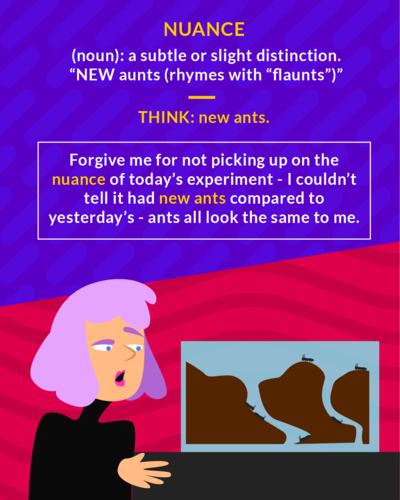 NUANCE
(noun): a subtle or slight distinction.
“NEW aunts (rhymes with “flaunts”)”
THINK: new ants.
Forgive me for not picking up on the
nuance of today’s experiment - I couldn’t
tell it had new ants compared to
yesterday’s - ants all look the same to me.